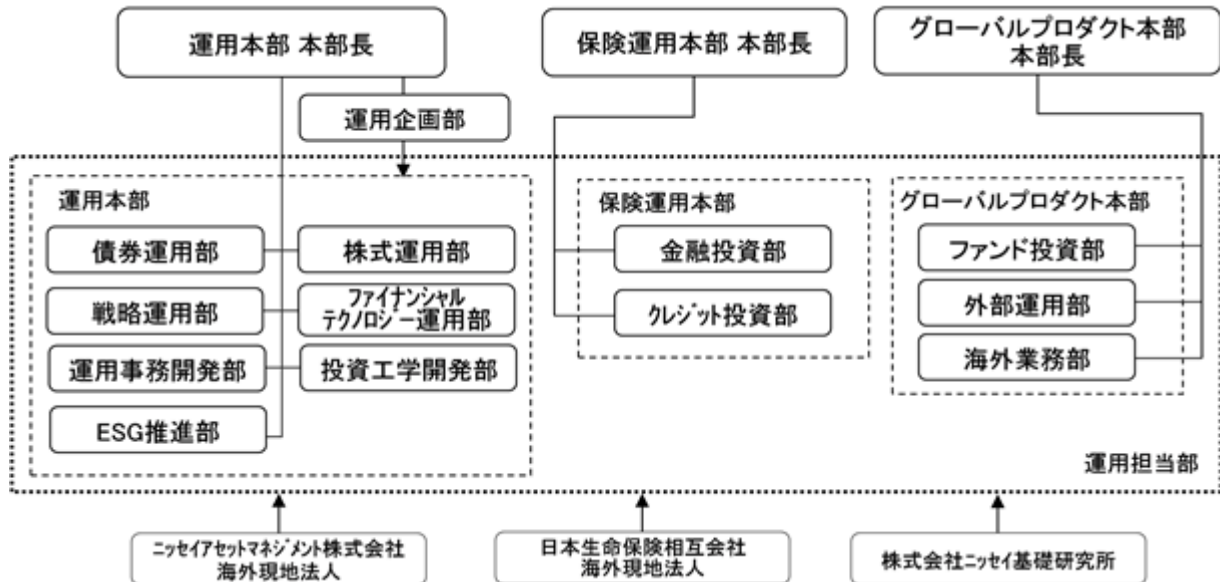 運用本部 本部長
保険運用本部 本部長
グローバルプロダクト本部
本部長
運用企画部
運用本部
債券運用部
株式運用部
戦略運用部
ファイナンシャル
テクノロジー運用部
運用事務開発部
投資工学開発部
ESG推進部
保険運用本部
金融投資部
クレジット投資部
グローバルプロダクト本部
ファンド投資部
外部運用部
海外業務部
運用担当部
ニッセイアセットマネジメント株式会社
海外現地法人
日本生命保険相互会社
海外現地法人
株式会社ニッセイ基礎研究所